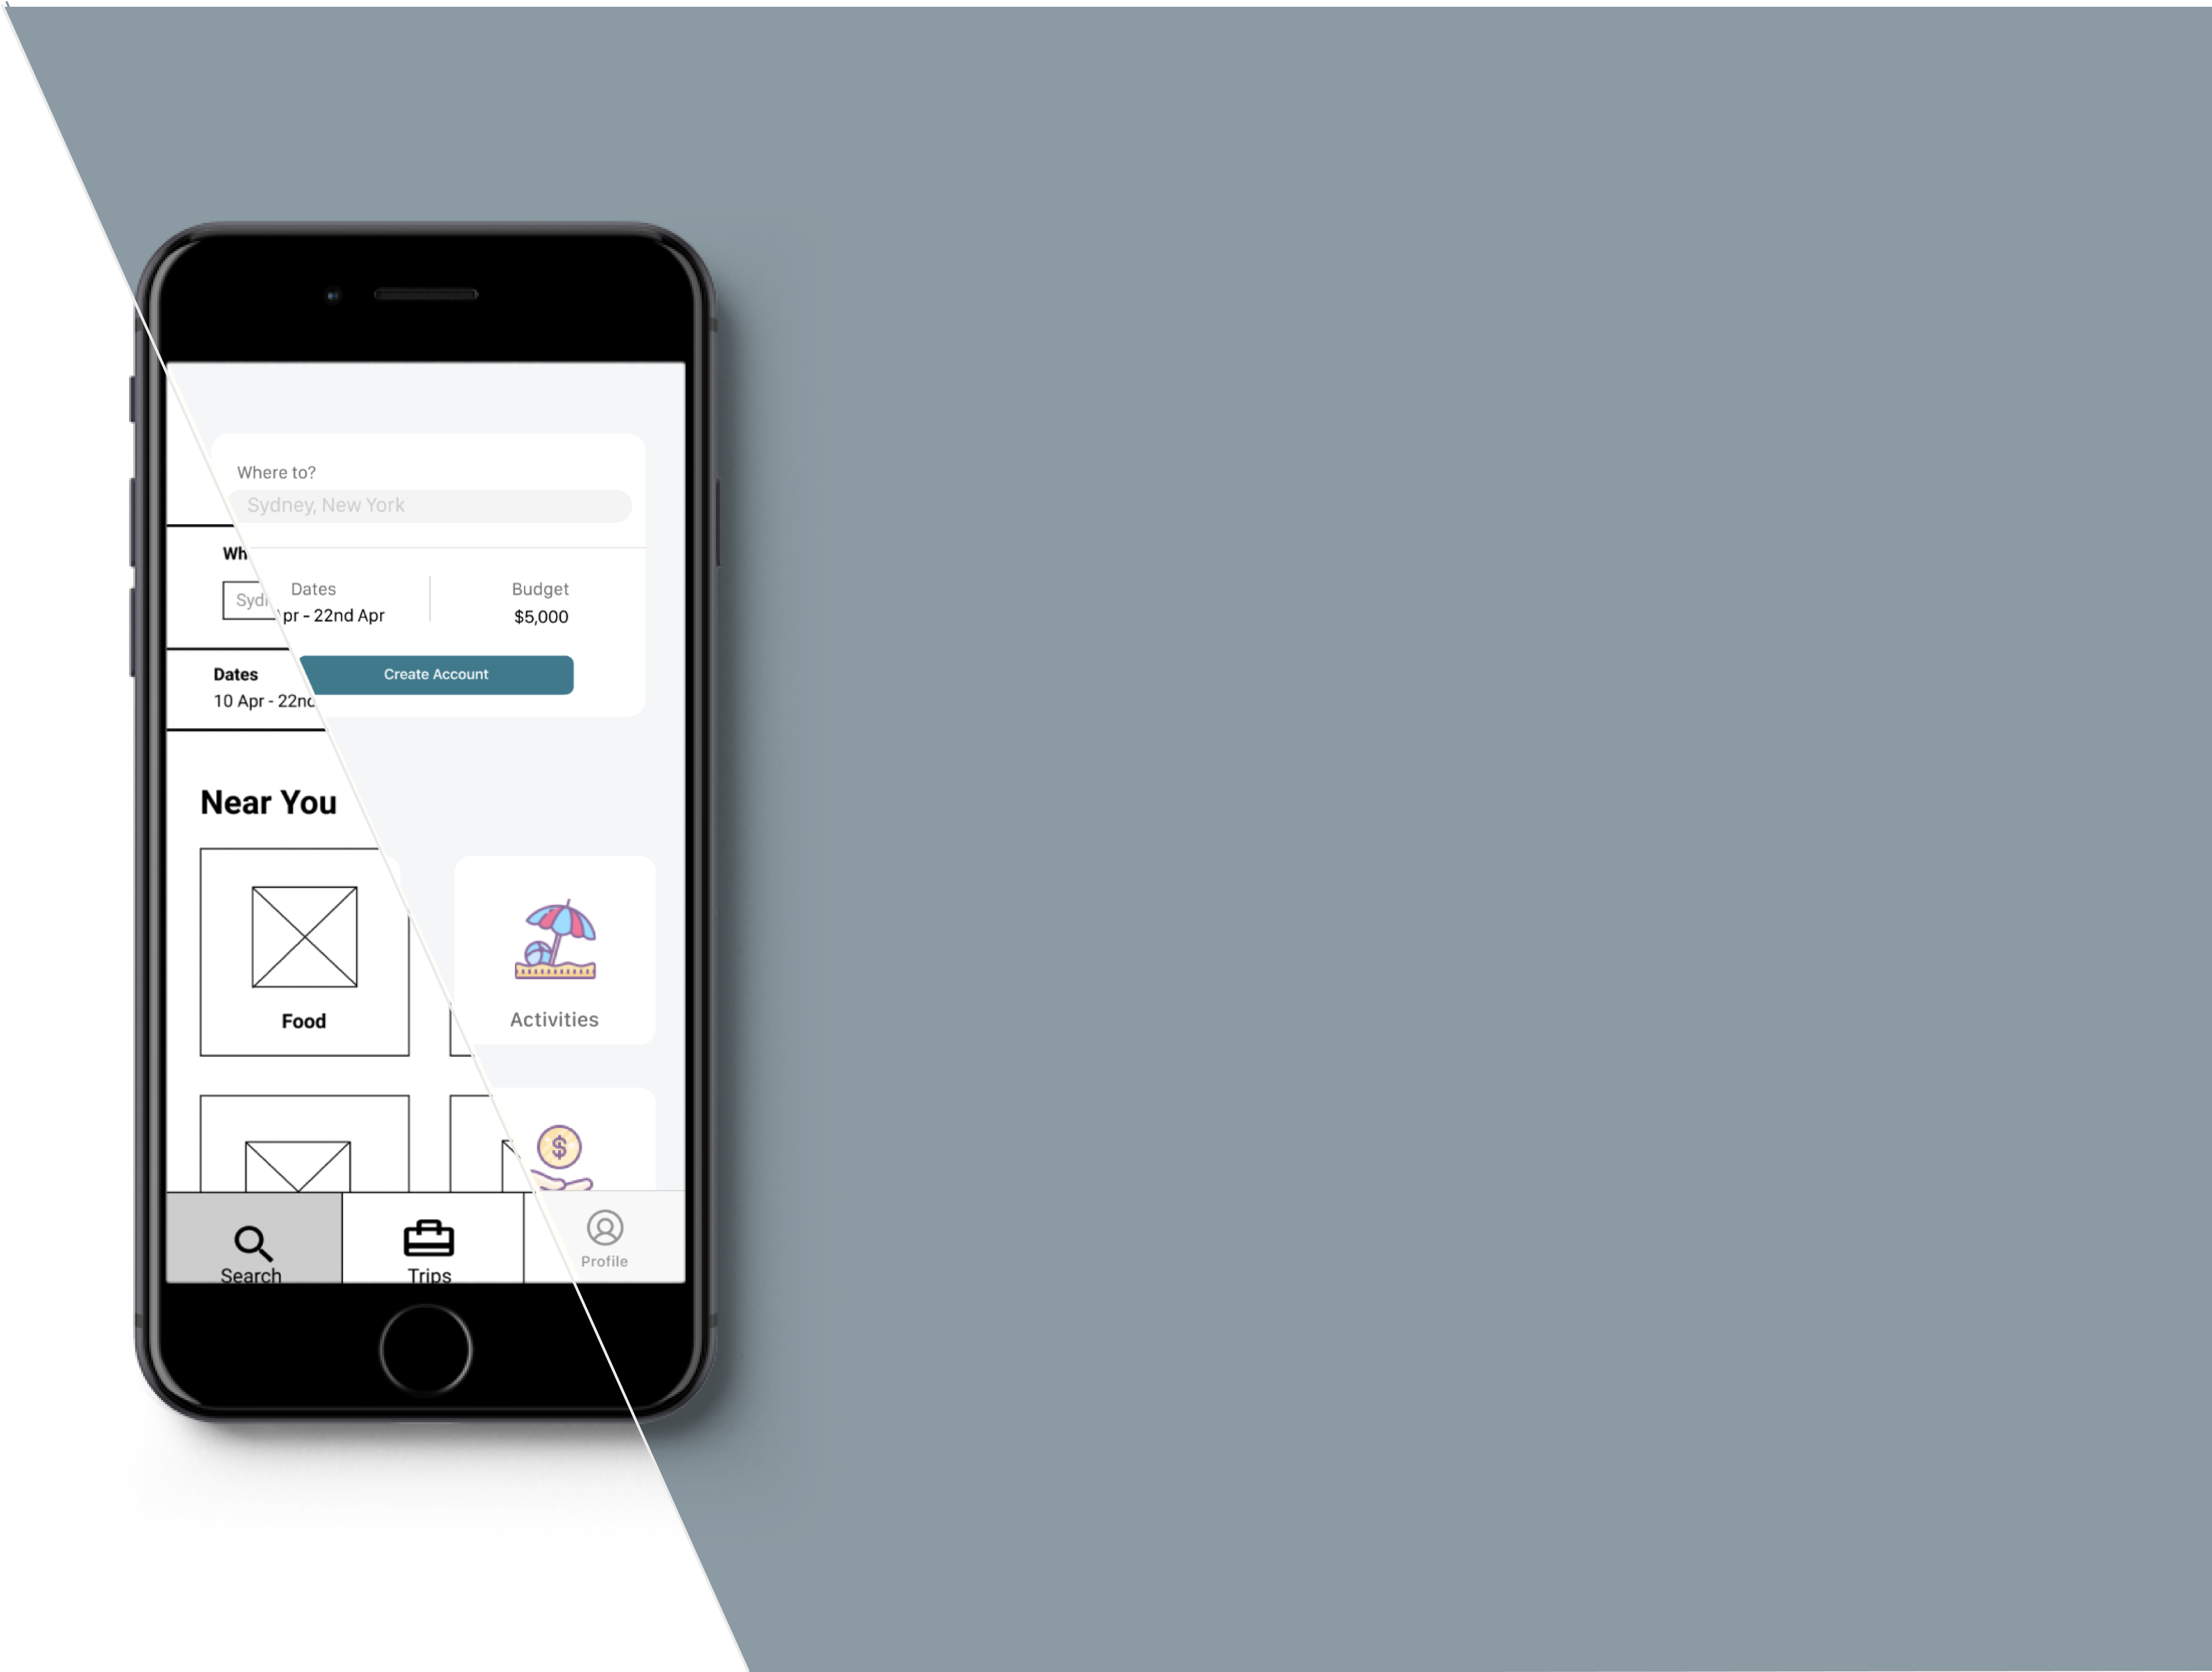 Where to?
Sydney, New York
Wh
Dates
Budget
Syd
pr - 22nd Apr
$5,000
Dates
Create Account
10 Apr - 22nd
Near You
Food
Activities
$
Search
Trips
Profile